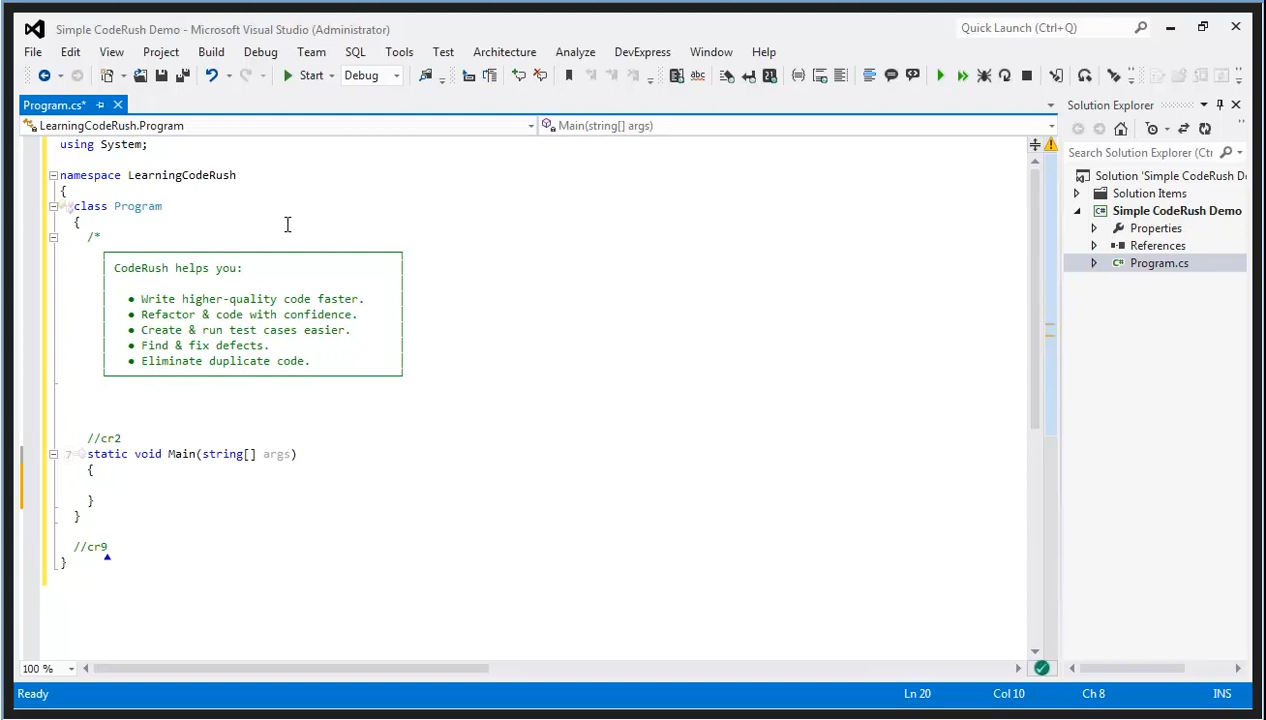 Simple CodeRush Demo - Microsoft Visual Studio (Administrator)
Quick Launch (Ctrl+Q)
File Edit View Project Build Debug Team SQL Tools Test Architecture Analyze DevExpress Window Help
Start Debug abc
Program.cs*
Solution Explorer
LearningCodeRush.Program
Main(string[] args)
Search Solution Explorer (Ctr
using System;
namespace LearningCodeRush
{
class Program
{
/*
CodeRush helps you:
● Write higher-quality code faster.
● Refactor & code with confidence.
● Create & run test cases easier.
● Find & fix defects.
● Eliminate duplicate code.
//cr2
7 static void Main(string[] args)
{
}
}
//cr9
}
Solution 'Simple CodeRush D
Solution Items
C# Simple CodeRush Demo
Properties
References
C# Program.cs
100 %
Ready
Ln 20
Col 10
Ch 8
INS